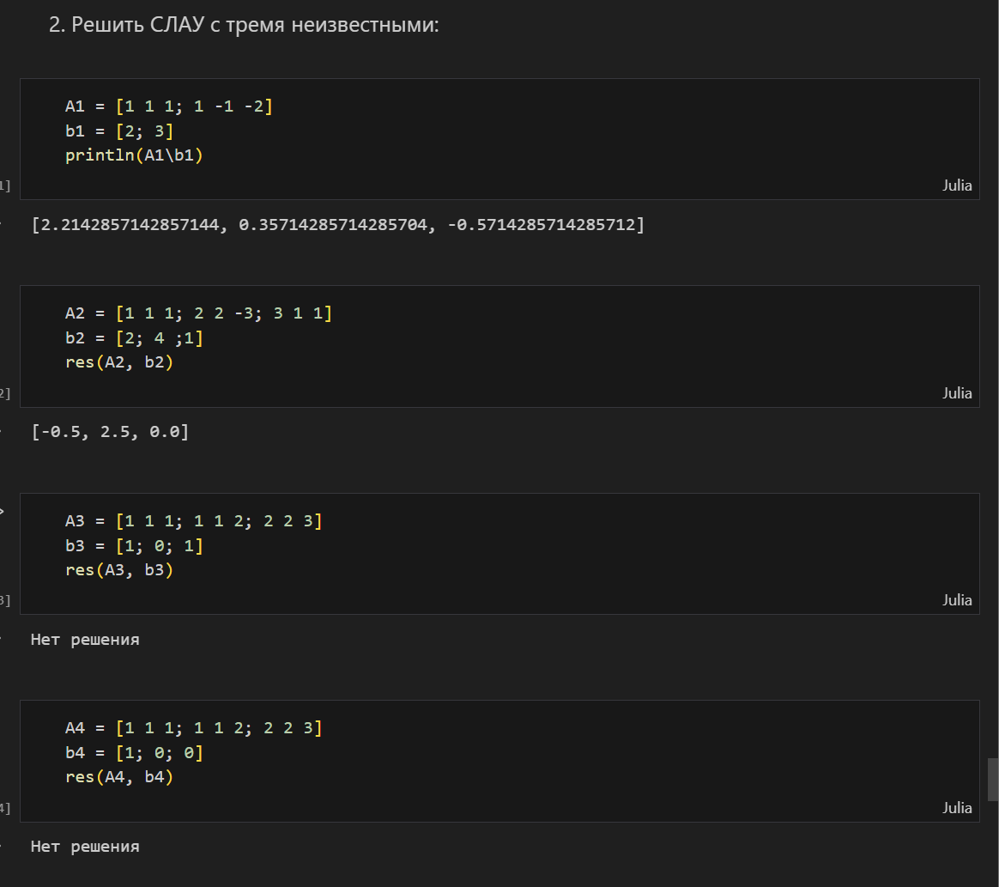 2. Решить СЛАУ с тремя неизвестными:
A1 = [1 1 1; 1 -1 -2]
b1 = [2; 3]
println(A1\b1)
1]
Julia
[2.2142857142857144, 0.35714285714285704, -0.5714285714285712]
A2 = [1 1 1; 2 2 -3; 3 1 1]
b2 = [2; 4 ;1]
res(A2, b2)
2]
Julia
[-0.5, 2.5, 0.0]
A3 = [1 1 1; 1 1 2; 2 2 3]
b3 = [1; 0; 1]
res(A3, b3)
3]
Julia
Нет решения
A4 = [1 1 1; 1 1 2; 2 2 3]
b4 = [1; 0; 0]
res(A4, b4)
4]
Julia
Нет решения